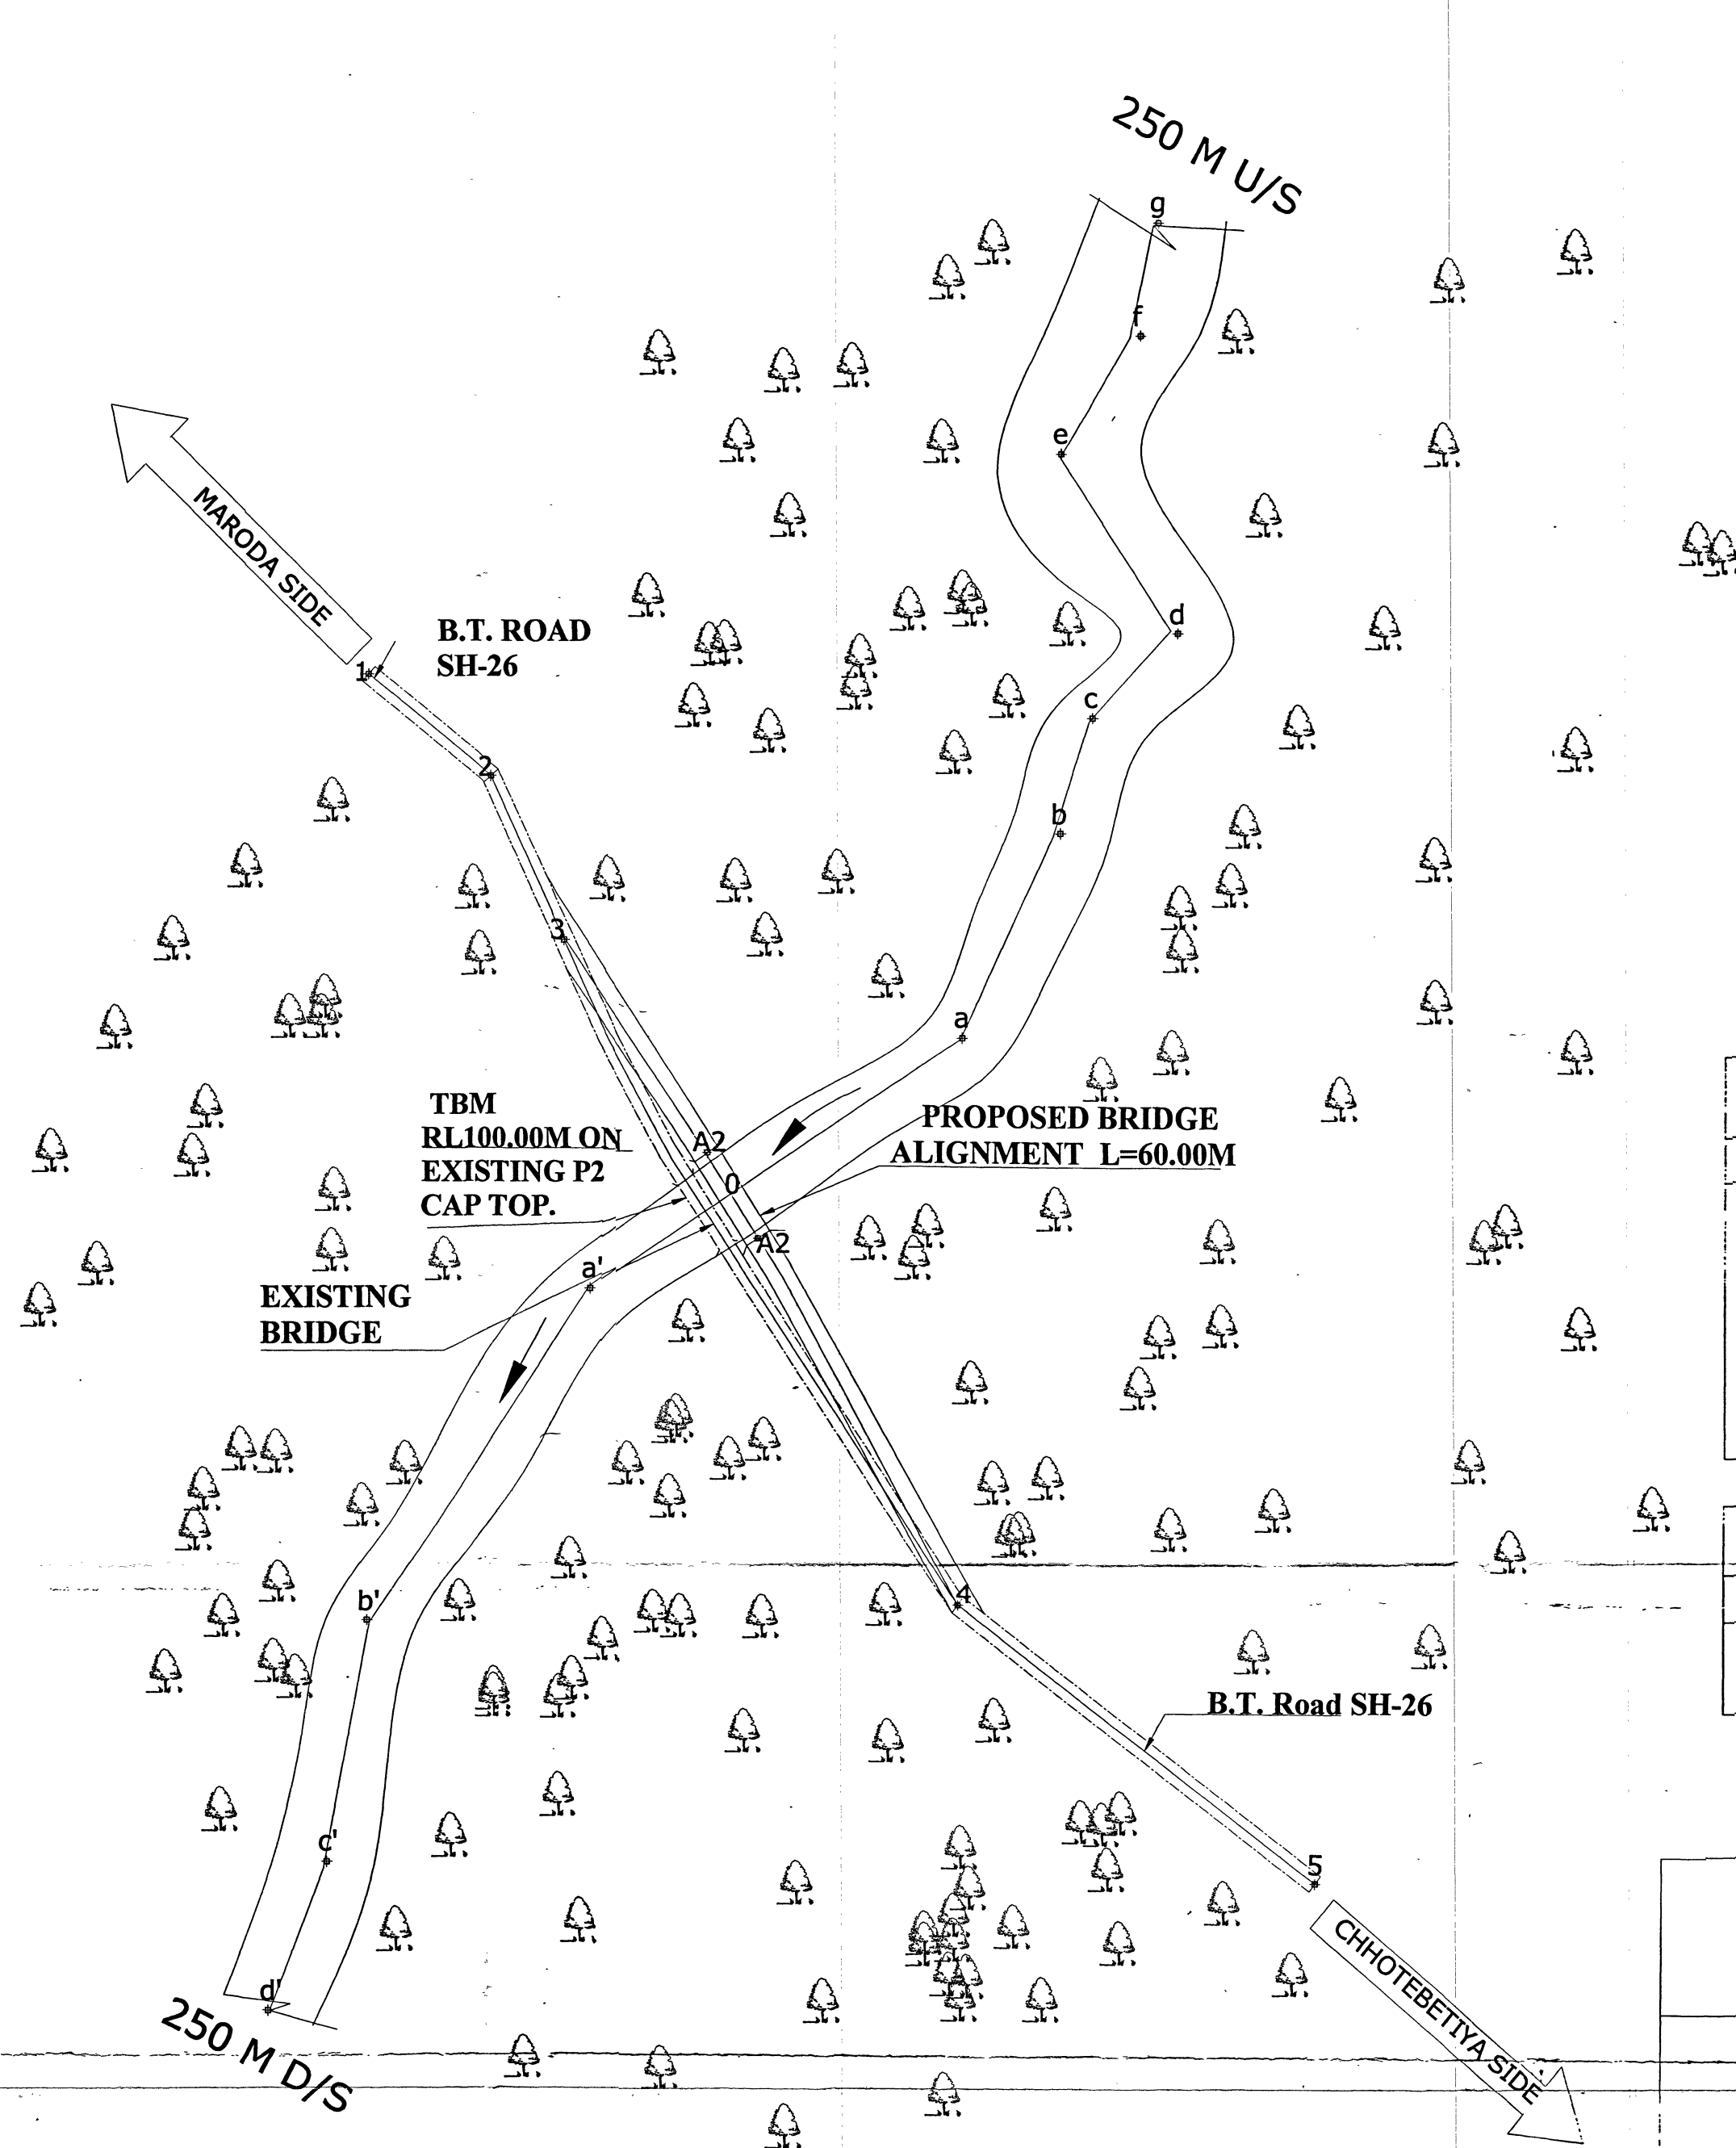 250 M U/S
g
f
e
MARODA SIDE
d
B.T. ROAD
SH-26
1
c
2
b
3
a
TBM
RL100.00M ON
EXISTING P2
CAP TOP.
PROPOSED BRIDGE
ALIGNMENT L=60.00M
A2
0
A2
a'
EXISTING
BRIDGE
b'
4
B.T. Road SH-26
c'
5
d'
250 M D/S
CHHOTEBETIYA SIDE